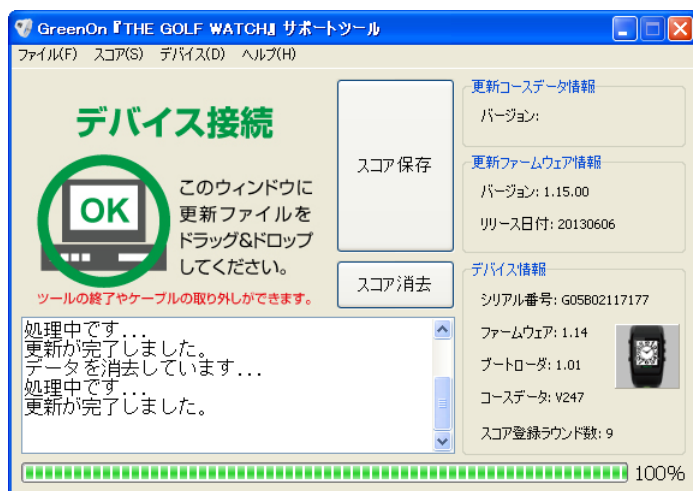 GreenOn『THE GOLF WATCH』サポートツール
ファイル(F) スコア(S) デバイス(D) ヘルプ(H)
デバイス接続
OK
このウィンドウに
更新ファイルを
ドラッグ&ドロップ
してください。
ツールの終了やケーブルの取り外しができます。
スコア保存
スコア消去
更新コースデータ情報
バージョン:
更新ファームウェア情報
バージョン: 1.15.00
リリース日付: 20130606
デバイス情報
シリアル番号: G05B02117177
ファームウェア: 1.14
ブートローダ: 1.01
コースデータ: V247
スコア登録ラウンド数: 9
処理中です...
更新が完了しました。
データを消去しています...
処理中です...
更新が完了しました。
100%